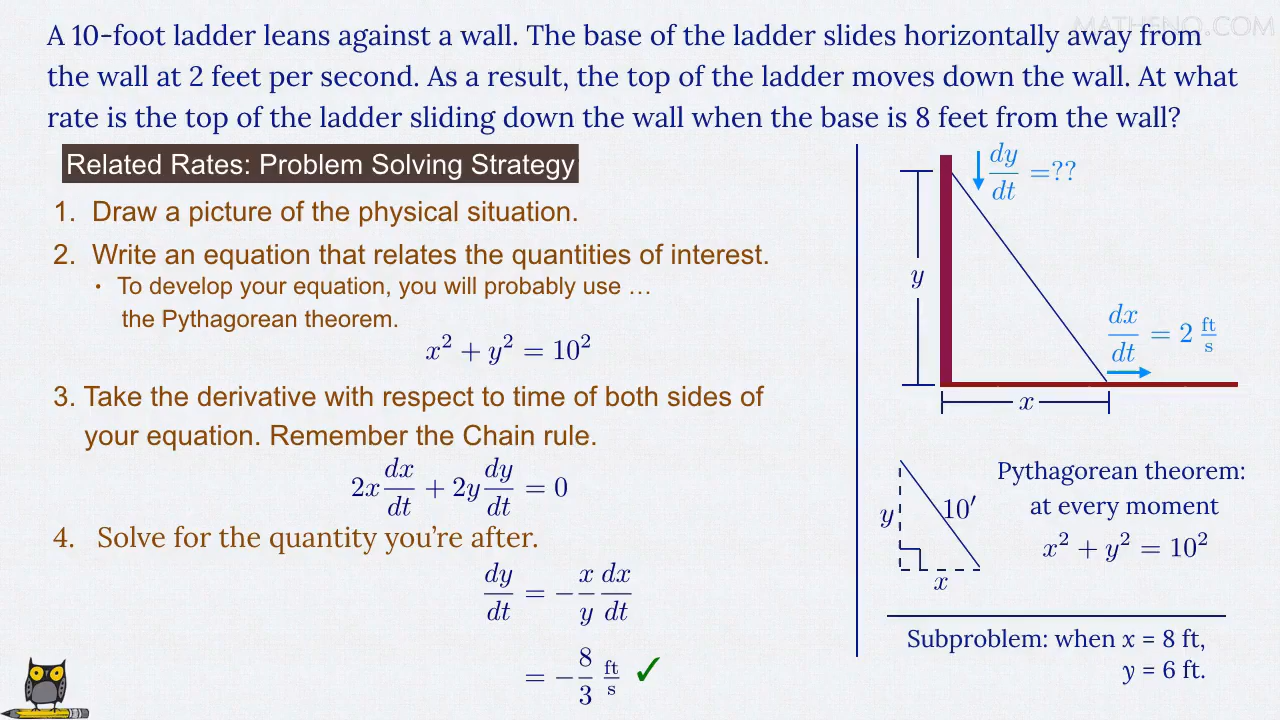 MATHENO.COM
A 10-foot ladder leans against a wall. The base of the ladder slides horizontally away from
the wall at 2 feet per second. As a result, the top of the ladder moves down the wall. At what
rate is the top of the ladder sliding down the wall when the base is 8 feet from the wall?
Related Rates: Problem Solving Strategy
1. Draw a picture of the physical situation.
2. Write an equation that relates the quantities of interest.
• To develop your equation, you will probably use …
the Pythagorean theorem.
x² + y² = 10²
3. Take the derivative with respect to time of both sides of
your equation. Remember the Chain rule.
2x dx/dt + 2y dy/dt = 0
4. Solve for the quantity you’re after.
dy/dt = − x/y dx/dt
= − 8/3 ft/s ✓
dy/dt =??
y
dx/dt = 2 ft/s
x
y
10′
x
Pythagorean theorem:
at every moment
x² + y² = 10²
Subproblem: when x = 8 ft,
y = 6 ft.